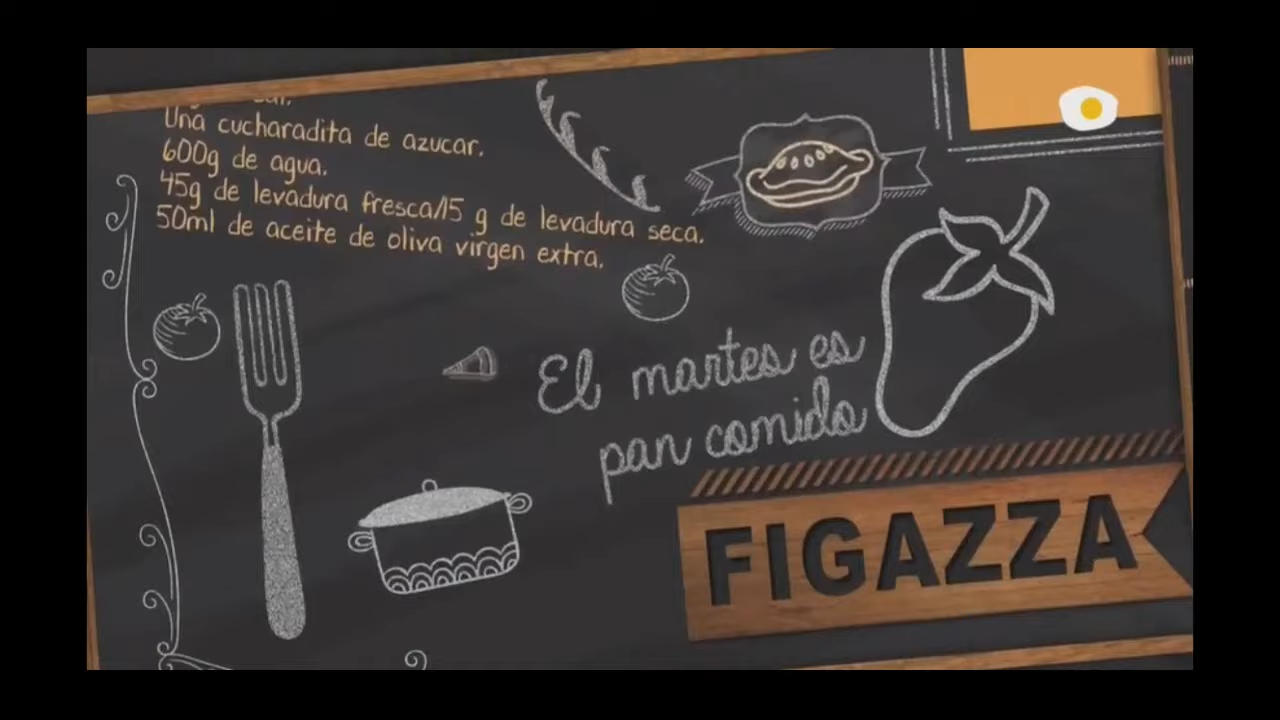 Una cucharadita de azucar.
600g de agua.
45g de levadura fresca/15 g de levadura seca.
50ml de aceite de oliva virgen extra.
El martes es
pan comido
FIGAZZA